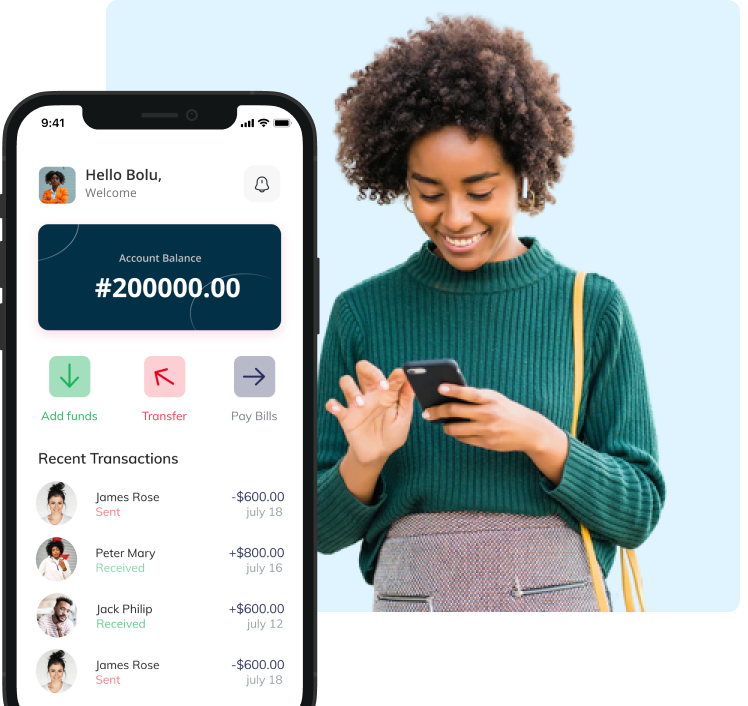 9:41
Hello Bolu,
Welcome
Account Balance
#200000.00
Add funds
Transfer
Pay Bills
Recent Transactions
James Rose
-$600.00
Sent
july 18
Peter Mary
+$800.00
Received
july 16
Jack Philip
+$600.00
Received
july 12
James Rose
-$600.00
Sent
july 18